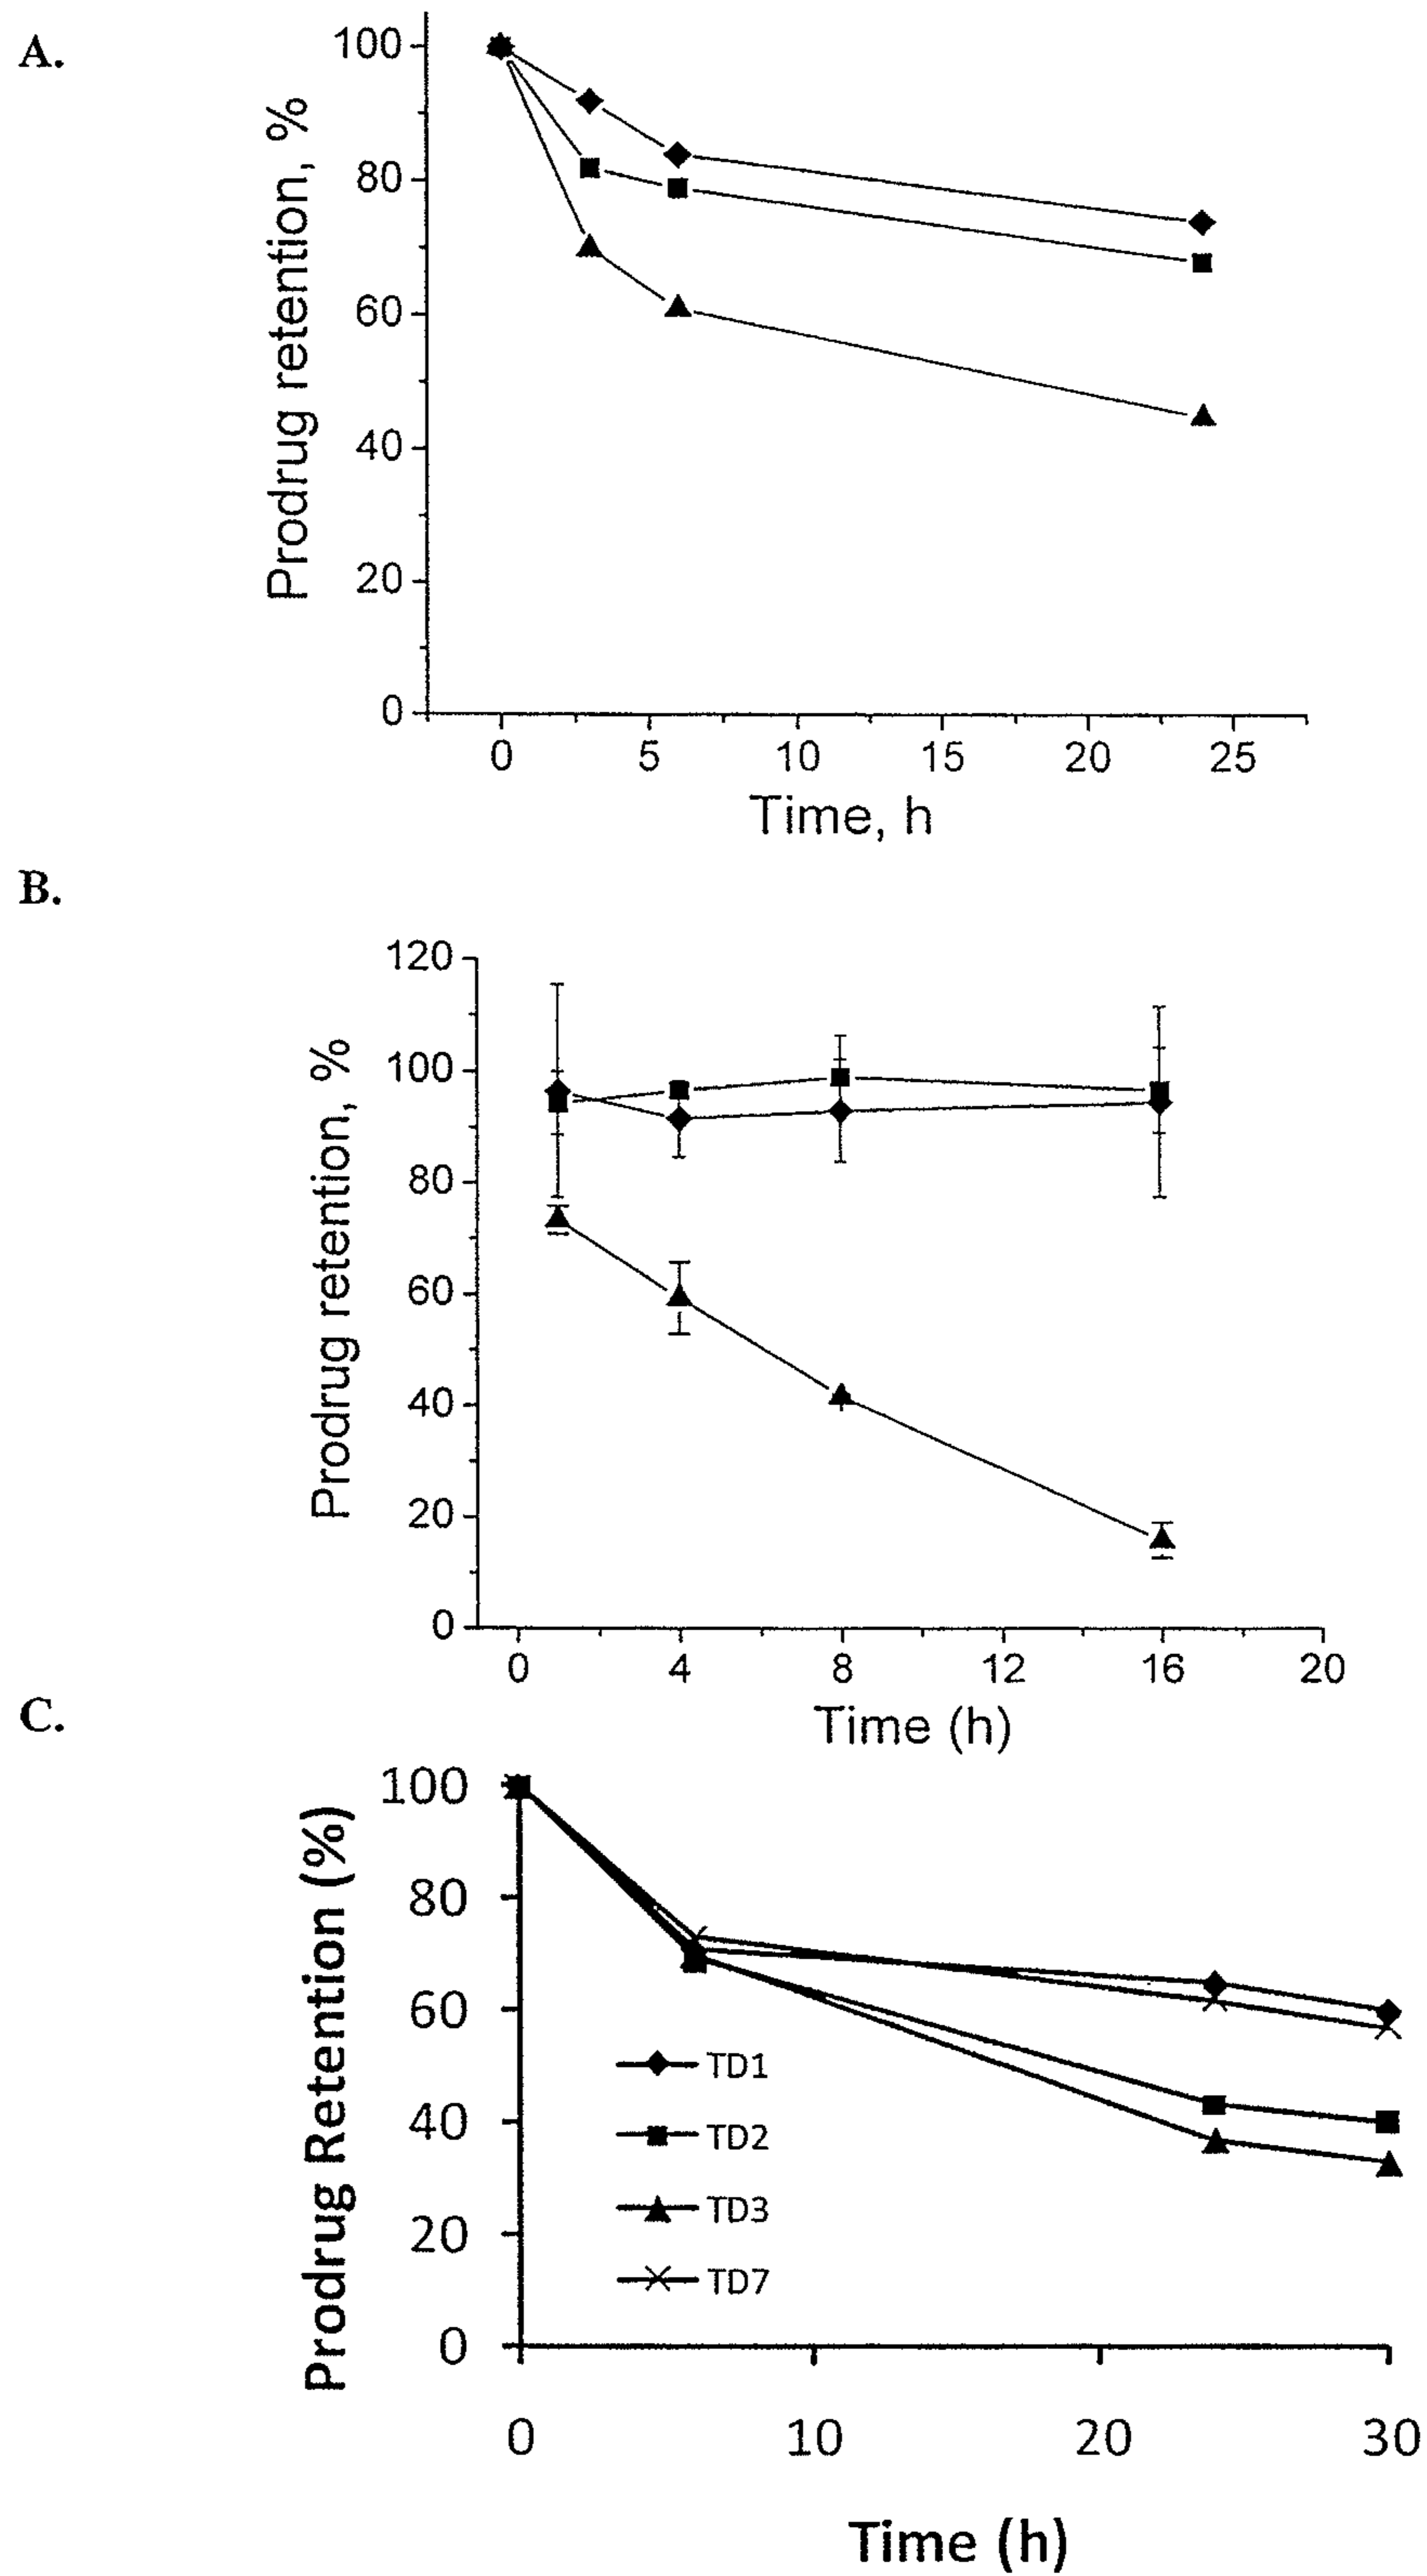 A.
Prodrug retention, %
100
80
60
40
20
0
0 5 10 15 20 25
Time, h
B.
Prodrug retention, %
120
100
80
60
40
20
0
0 4 8 12 16 20
Time (h)
C.
Prodrug Retention (%)
100
80
60
40
20
0
TD1
TD2
TD3
TD7
0 10 20 30
Time (h)